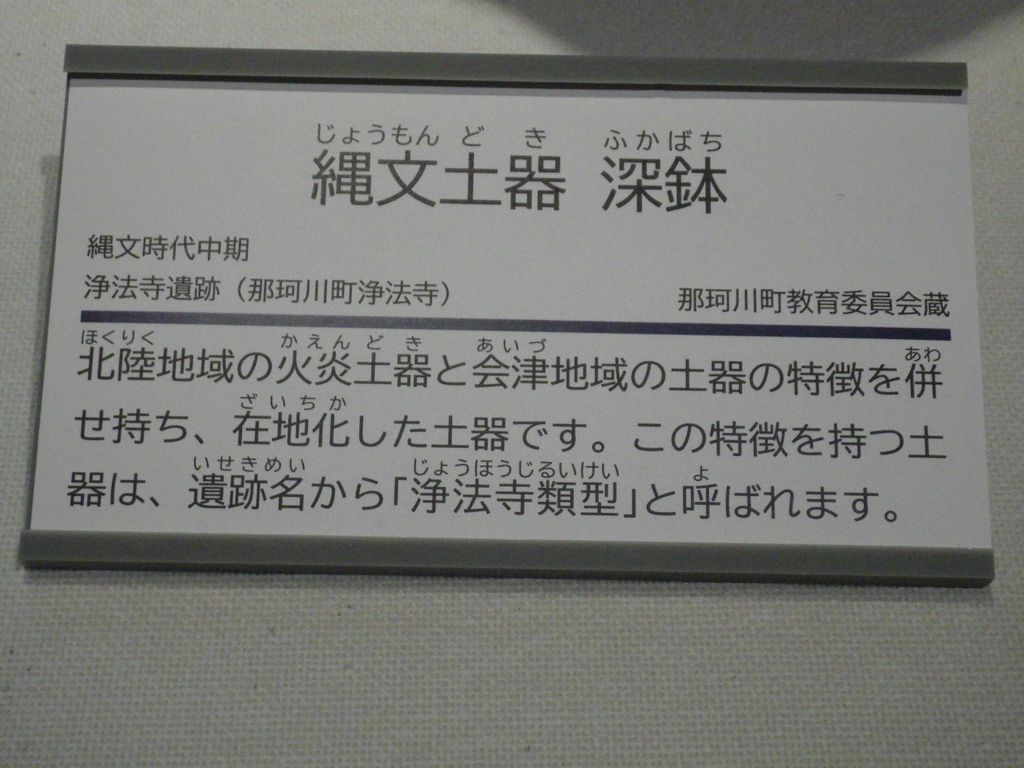 じょうもん ど き ふかばち
縄文土器 深鉢
縄文時代中期
浄法寺遺跡（那珂川町浄法寺）
那珂川町教育委員会蔵
ほくりく かえんどき あいづ あわ
北陸地域の火炎土器と会津地域の土器の特徴を併
ざいちか
せ持ち、在地化した土器です。この特徴を持つ土
いせきめい じょうほうじるいけい よ
器は、遺跡名から「浄法寺類型」と呼ばれます。